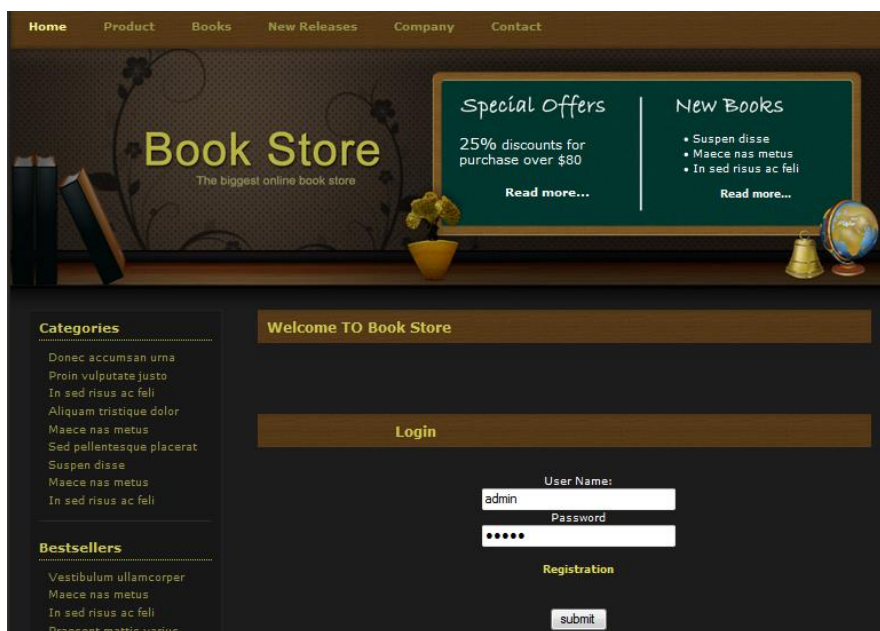 Home Product Books New Releases Company Contact
Book Store
The biggest online book store
Special Offers
25% discounts for
purchase over $80
Read more...
New Books
• Suspen disse
• Maece nas metus
• In sed risus ac feli
Read more...
Categories
Donec accumsan urna
Proin vulputate justo
In sed risus ac feli
Aliquam tristique dolor
Maece nas metus
Sed pellentesque placerat
Suspen disse
Maece nas metus
In sed risus ac feli
Bestsellers
Vestibulum ullamcorper
Maece nas metus
In sed risus ac feli
Praesent mattis varius
Welcome TO Book Store
Login
User Name:
admin
Password
•••••
Registration
submit